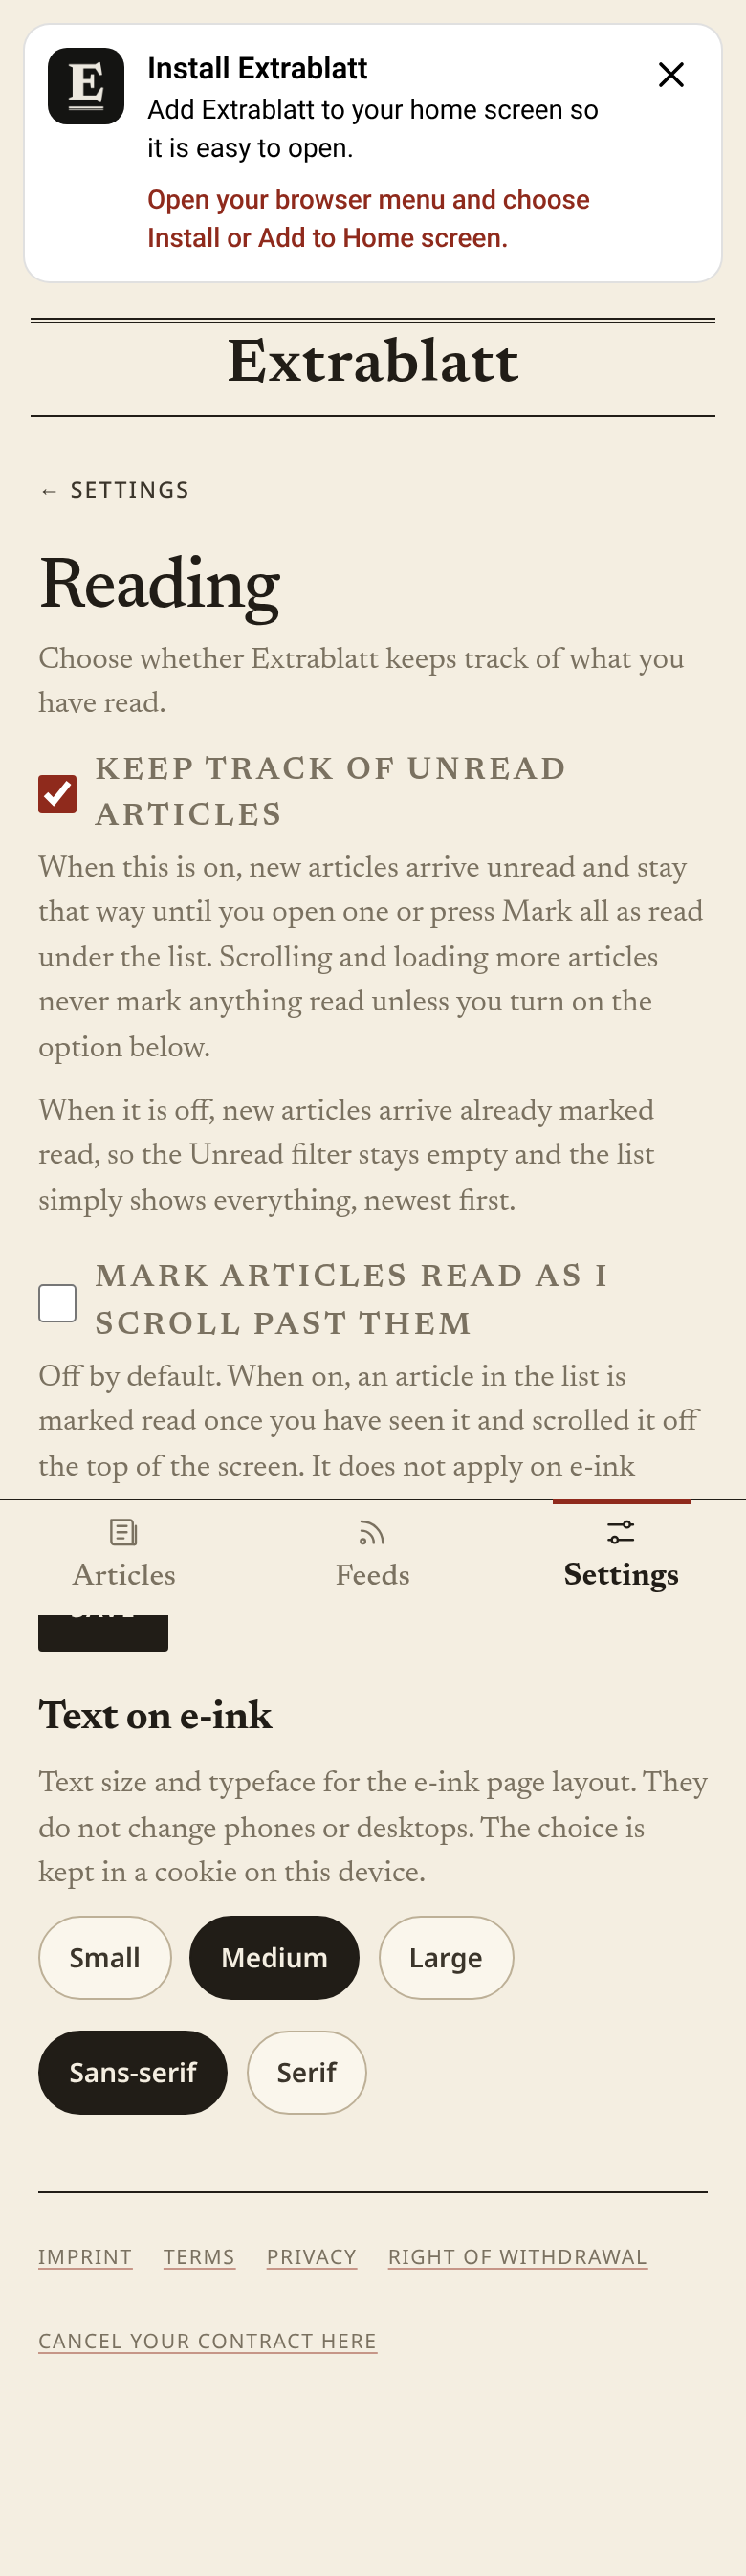 E
Install Extrablatt
Add Extrablatt to your home screen so
it is easy to open.
Open your browser menu and choose
Install or Add to Home screen.
Extrablatt
← SETTINGS
Reading
Choose whether Extrablatt keeps track of what you
have read.
KEEP TRACK OF UNREAD
ARTICLES
When this is on, new articles arrive unread and stay
that way until you open one or press Mark all as read
under the list. Scrolling and loading more articles
never mark anything read unless you turn on the
option below.
When it is off, new articles arrive already marked
read, so the Unread filter stays empty and the list
simply shows everything, newest first.
MARK ARTICLES READ AS I
SCROLL PAST THEM
Off by default. When on, an article in the list is
marked read once you have seen it and scrolled it off
the top of the screen. It does not apply on e-ink
Articles Feeds Settings
Text on e-ink
Text size and typeface for the e-ink page layout. They
do not change phones or desktops. The choice is
kept in a cookie on this device.
Small Medium Large
Sans-serif Serif
IMPRINT TERMS PRIVACY RIGHT OF WITHDRAWAL
CANCEL YOUR CONTRACT HERE